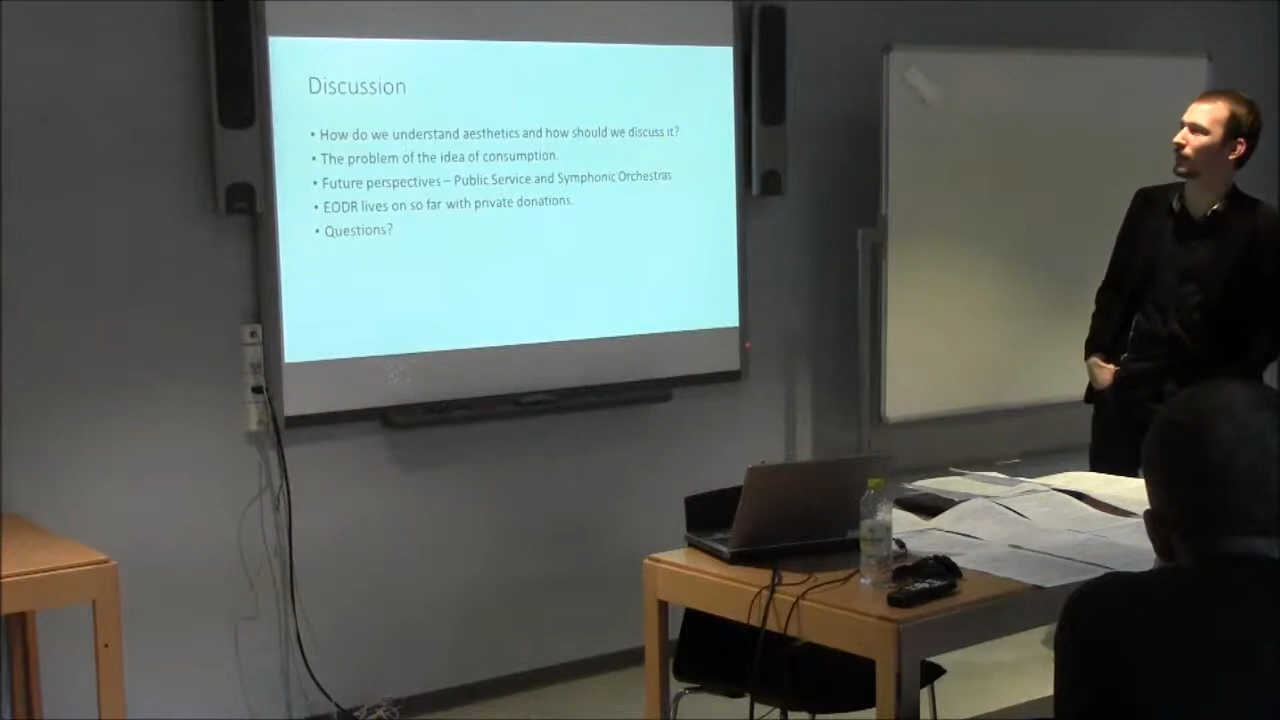 Discussion
• How do we understand aesthetics and how should we discuss it?
• The problem of the idea of consumption.
• Future perspectives – Public Service and Symphonic Orchestras
• EODR lives on so far with private donations.
• Questions?